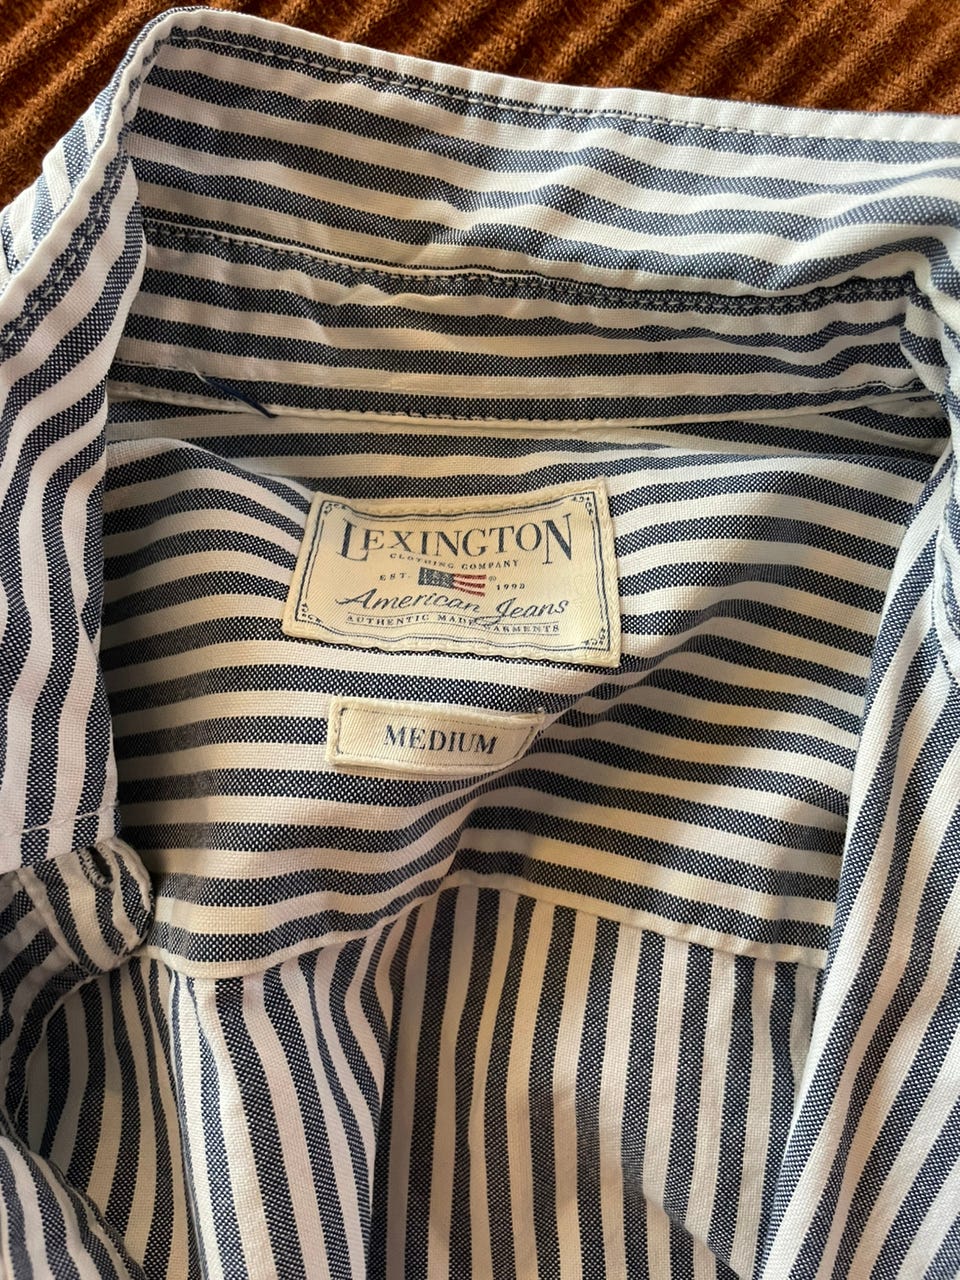 LEXINGTON
CLOTHING COMPANY
EST. ® 1998
American Jeans
AUTHENTIC MADE GARMENTS
MEDIUM